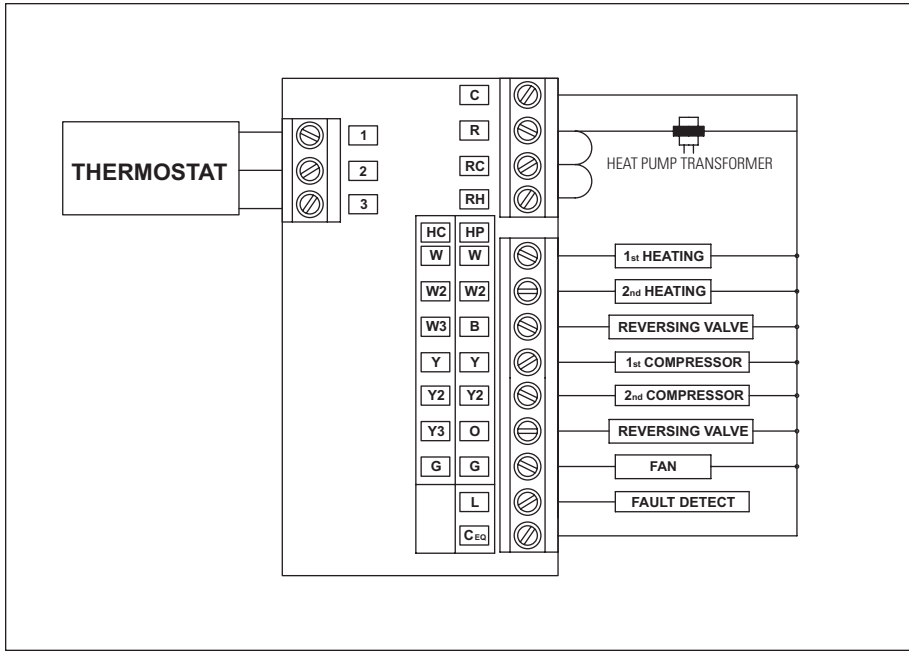 THERMOSTAT
1
2
3
C
R
RC
RH
HEAT PUMP TRANSFORMER
HC HP
W W 1st HEATING
W2 W2 2nd HEATING
W3 B REVERSING VALVE
Y Y 1st COMPRESSOR
Y2 Y2 2nd COMPRESSOR
Y3 O REVERSING VALVE
G G FAN
L FAULT DETECT
CEQ